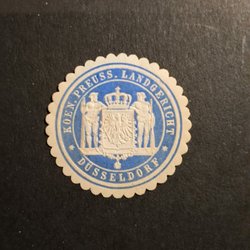 KOEN. PREUSS. LANDGERICHT
* DÜSSELDORF *